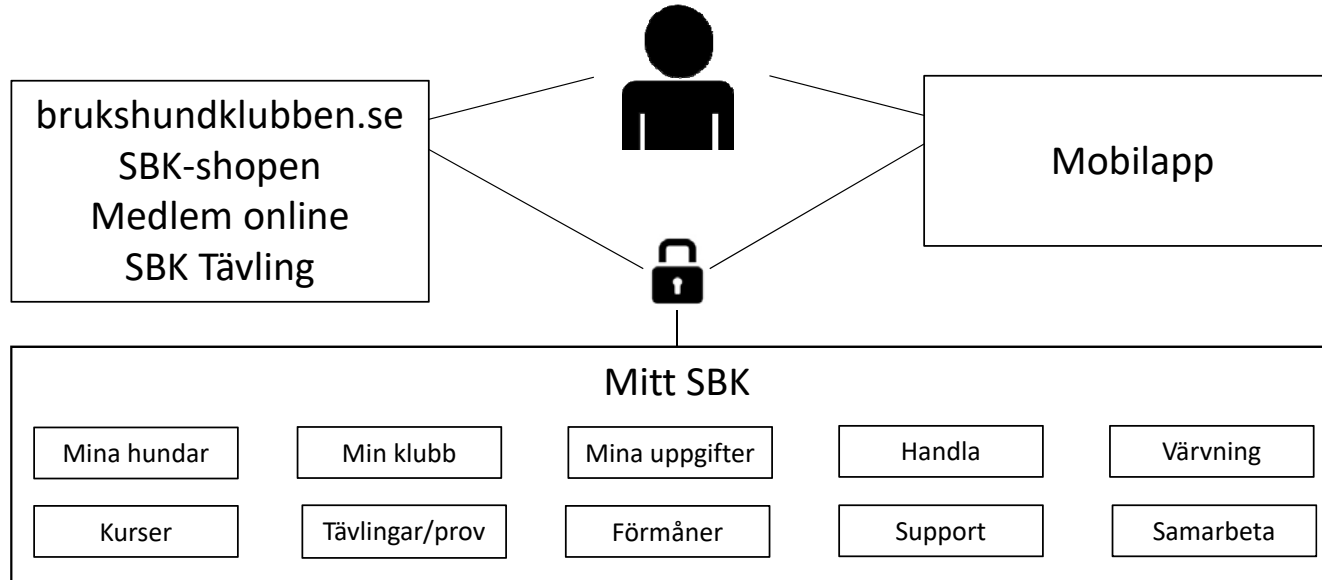 brukshundklubben.se
SBK-shopen
Medlem online
SBK Tävling
Mobilapp
Mitt SBK
Mina hundar
Min klubb
Mina uppgifter
Handla
Värvning
Kurser
Tävlingar/prov
Förmåner
Support
Samarbeta